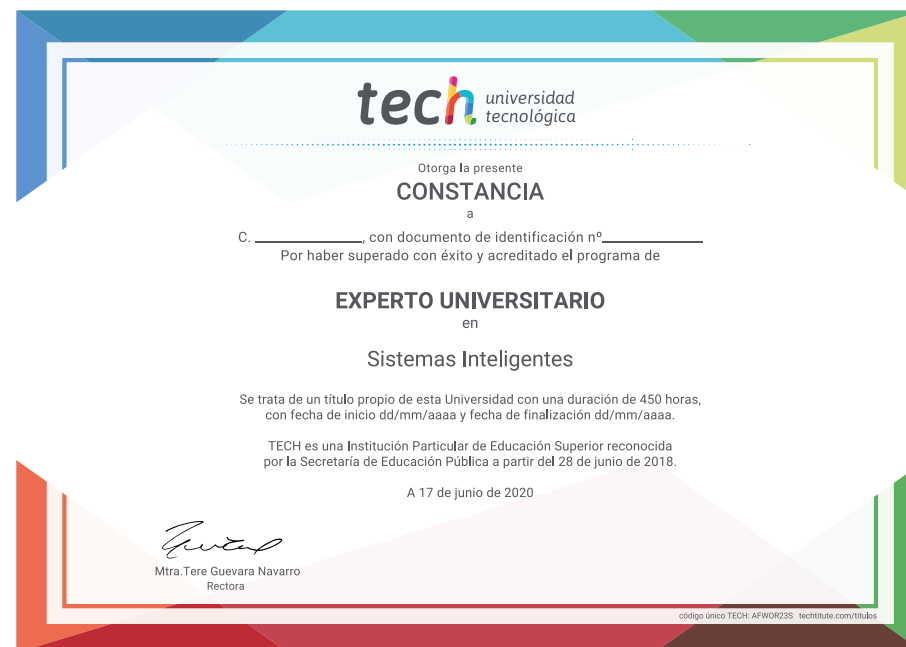 tech universidad
tecnológica
Otorga la presente
CONSTANCIA
a
C. ______________, con documento de identificación nº_____________
Por haber superado con éxito y acreditado el programa de
EXPERTO UNIVERSITARIO
en
Sistemas Inteligentes
Se trata de un título propio de esta Universidad con una duración de 450 horas,
con fecha de inicio dd/mm/aaaa y fecha de finalización dd/mm/aaaa.
TECH es una Institución Particular de Educación Superior reconocida
por la Secretaría de Educación Pública a partir del 28 de junio de 2018.
A 17 de junio de 2020
Mtra.Tere Guevara Navarro
Rectora
código único TECH: AFWOR23S techtitute.com/titulos